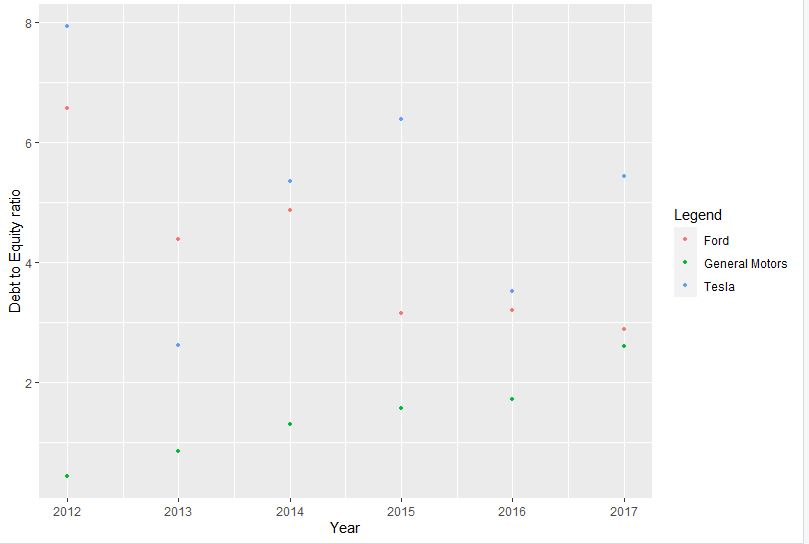 8
6
4
2
Debt to Equity ratio
2012 2013 2014 2015 2016 2017
Year
Legend
Ford
General Motors
Tesla